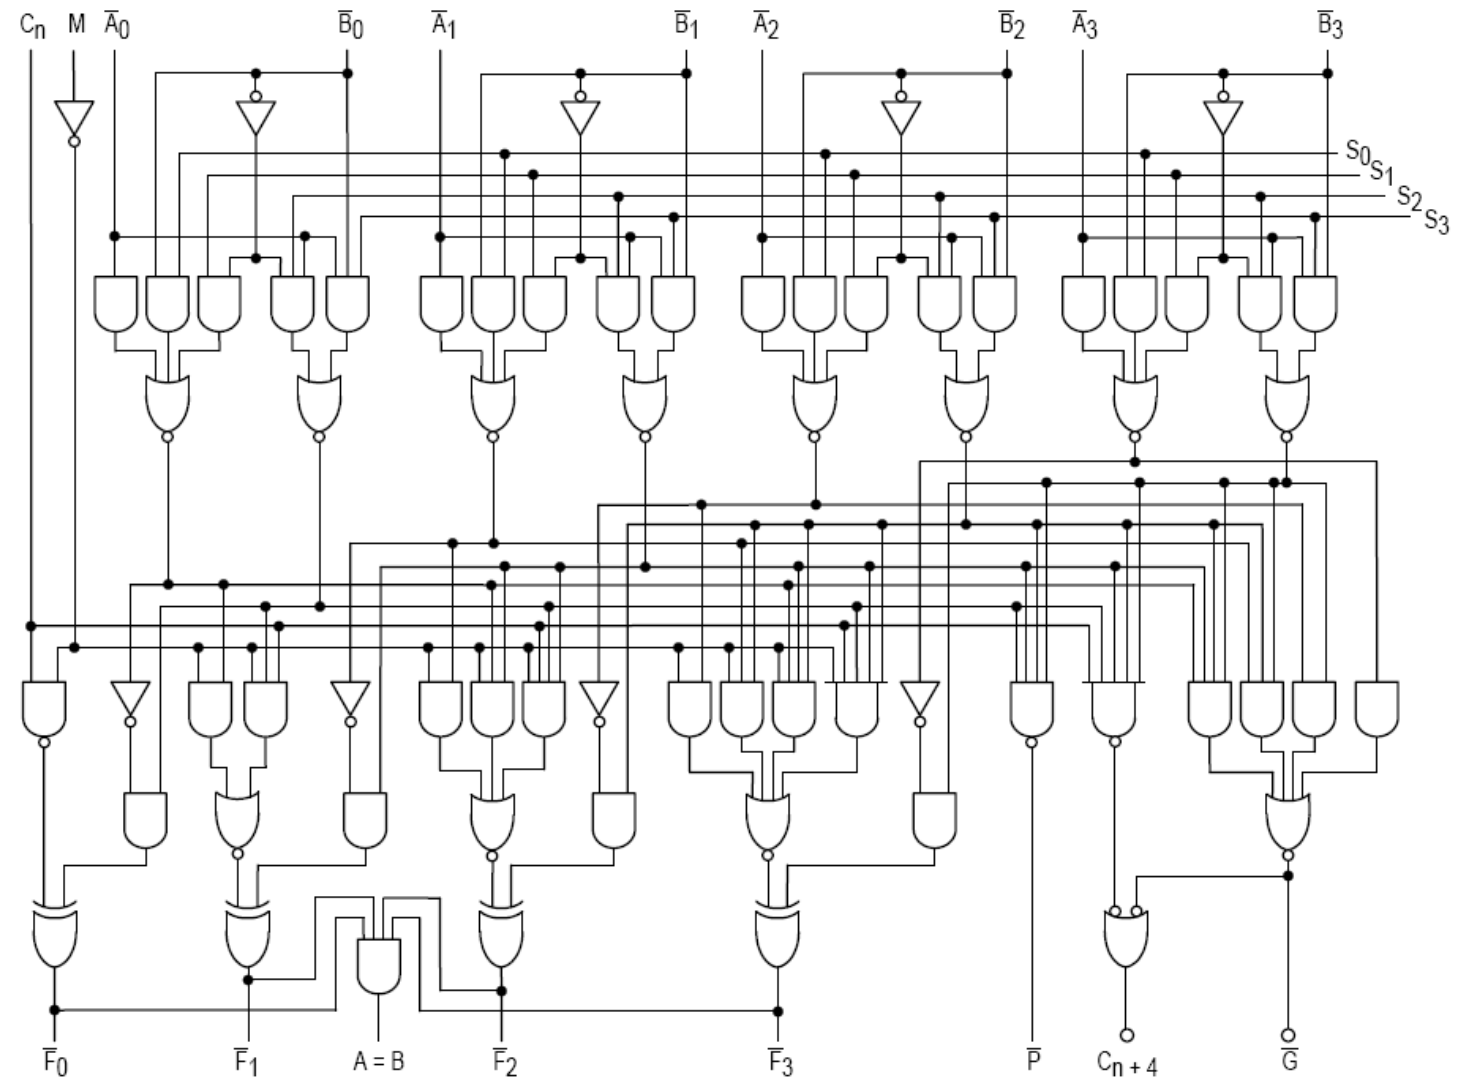 Cn M A̅0 B̅0 A̅1 B̅1 A̅2 B̅2 A̅3 B̅3
S0
S1
S2
S3
F̅0 F̅1 A = B F̅2 F̅3 P̅ Cn + 4 G̅